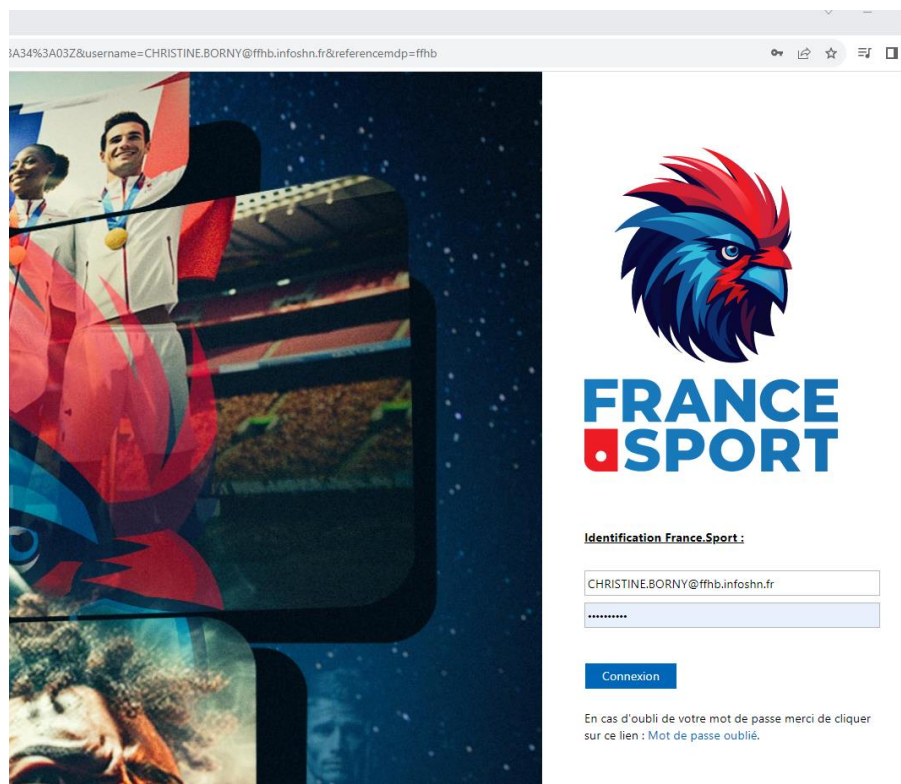 3A34%3A03Z&username=CHRISTINE.BORNY@ffhb.infoshn.fr&referencemdp=ffhb
FRANCE
SPORT
Identification France.Sport :
CHRISTINE.BORNY@ffhb.infoshn.fr
••••••••••
Connexion
En cas d'oubli de votre mot de passe merci de cliquer
sur ce lien : Mot de passe oublié.